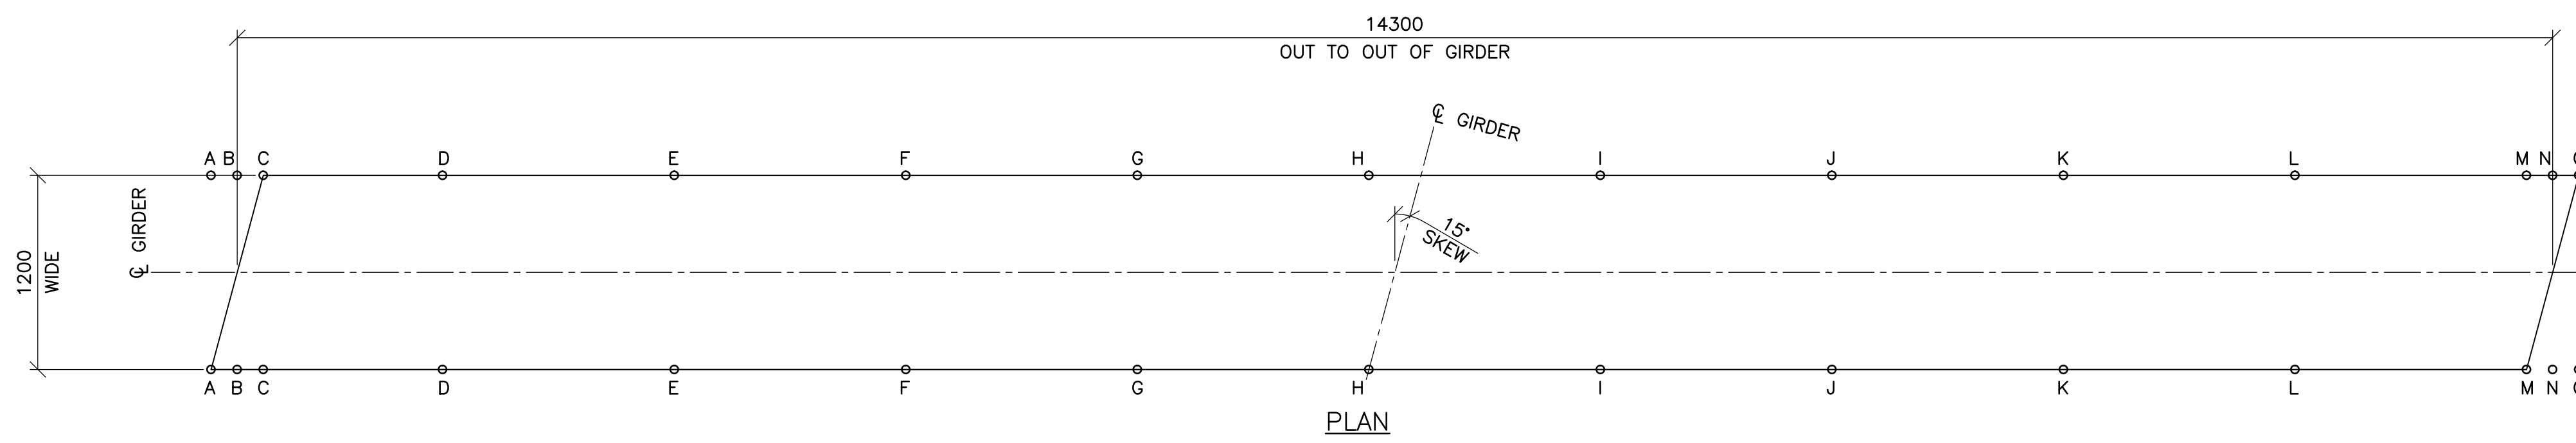 14300
OUT TO OUT OF GIRDER
℄ GIRDER
A B C D E F G H I J K L M N
15°
SKEW
℄ GIRDER
1200
WIDE
A B C D E F G H I J K L M N
PLAN